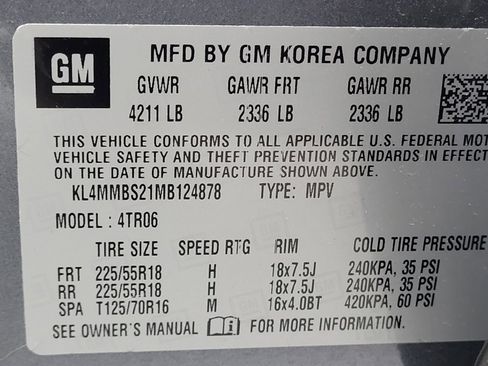 GM
MFD BY GM KOREA COMPANY
GVWR GAWR FRT GAWR RR
4211 LB 2336 LB 2336 LB
THIS VEHICLE CONFORMS TO ALL APPLICABLE U.S. FEDERAL MOT
VEHICLE SAFETY AND THEFT PREVENTION STANDARDS IN EFFECT
ON THE DATE OF MANUFACTURE SHOWN ABOVE.
KL4MMBS21MB124878 TYPE: MPV
MODEL: 4TR06
TIRE SIZE SPEED RTG RIM COLD TIRE PRESSURE
FRT 225/55R18 H 18x7.5J 240KPA, 35 PSI
RR 225/55R18 H 18x7.5J 240KPA, 35 PSI
SPA T125/70R16 M 16x4.0BT 420KPA, 60 PSI
SEE OWNER'S MANUAL FOR MORE INFORMATION.